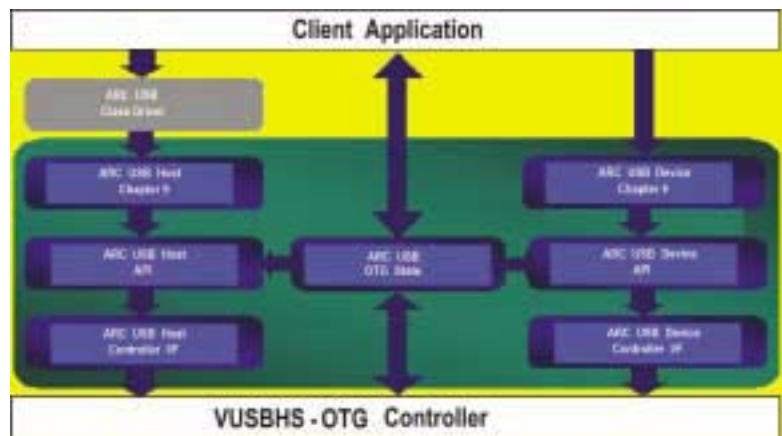 Client Application
ARC USB
Class Driver
ARC USB Host
Chapter 9
ARC USB Device
Chapter 9
ARC USB Host
API
ARC USB
OTG State
ARC USB Device
API
ARC USB Host
Controller I/F
ARC USB Device
Controller I/F
VUSBHS - OTG Controller